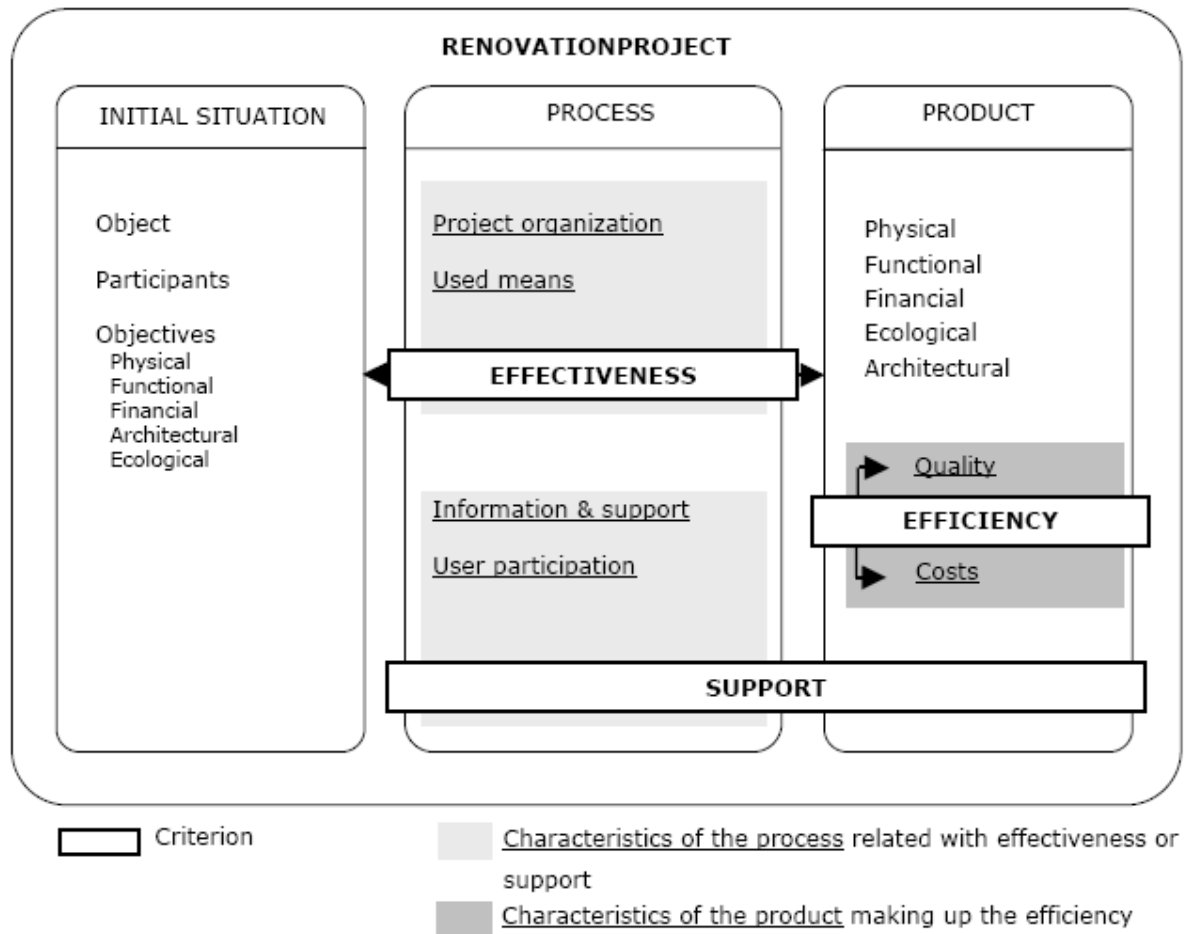 RENOVATIONPROJECT
INITIAL SITUATION
Object
Participants
Objectives
Physical
Functional
Financial
Architectural
Ecological
PROCESS
Project organization
Used means
EFFECTIVENESS
Information & support
User participation
PRODUCT
Physical
Functional
Financial
Ecological
Architectural
Quality
EFFICIENCY
Costs
SUPPORT
Criterion
Characteristics of the process related with effectiveness or
support
Characteristics of the product making up the efficiency